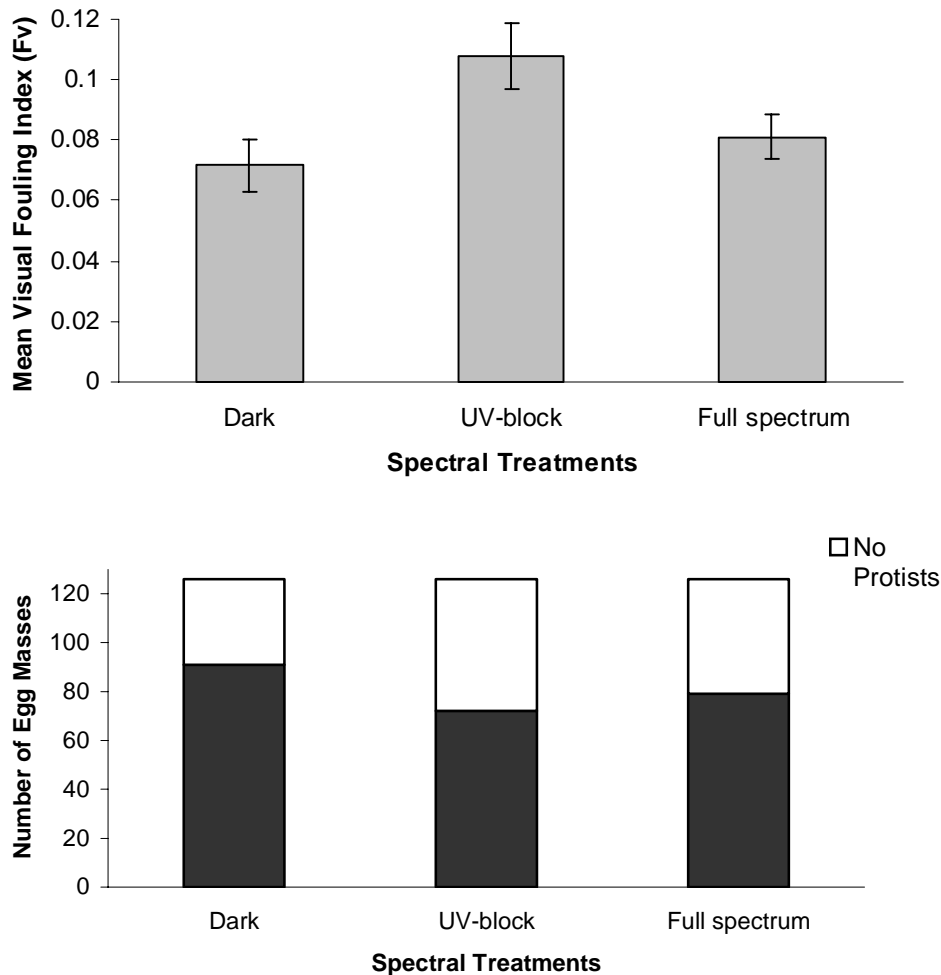 Mean Visual Fouling Index (Fv)
0.12
0.1
0.08
0.06
0.04
0.02
0
Dark UV-block Full spectrum
Spectral Treatments
No
Protists
Number of Egg Masses
120
100
80
60
40
20
0
Dark UV-block Full spectrum
Spectral Treatments